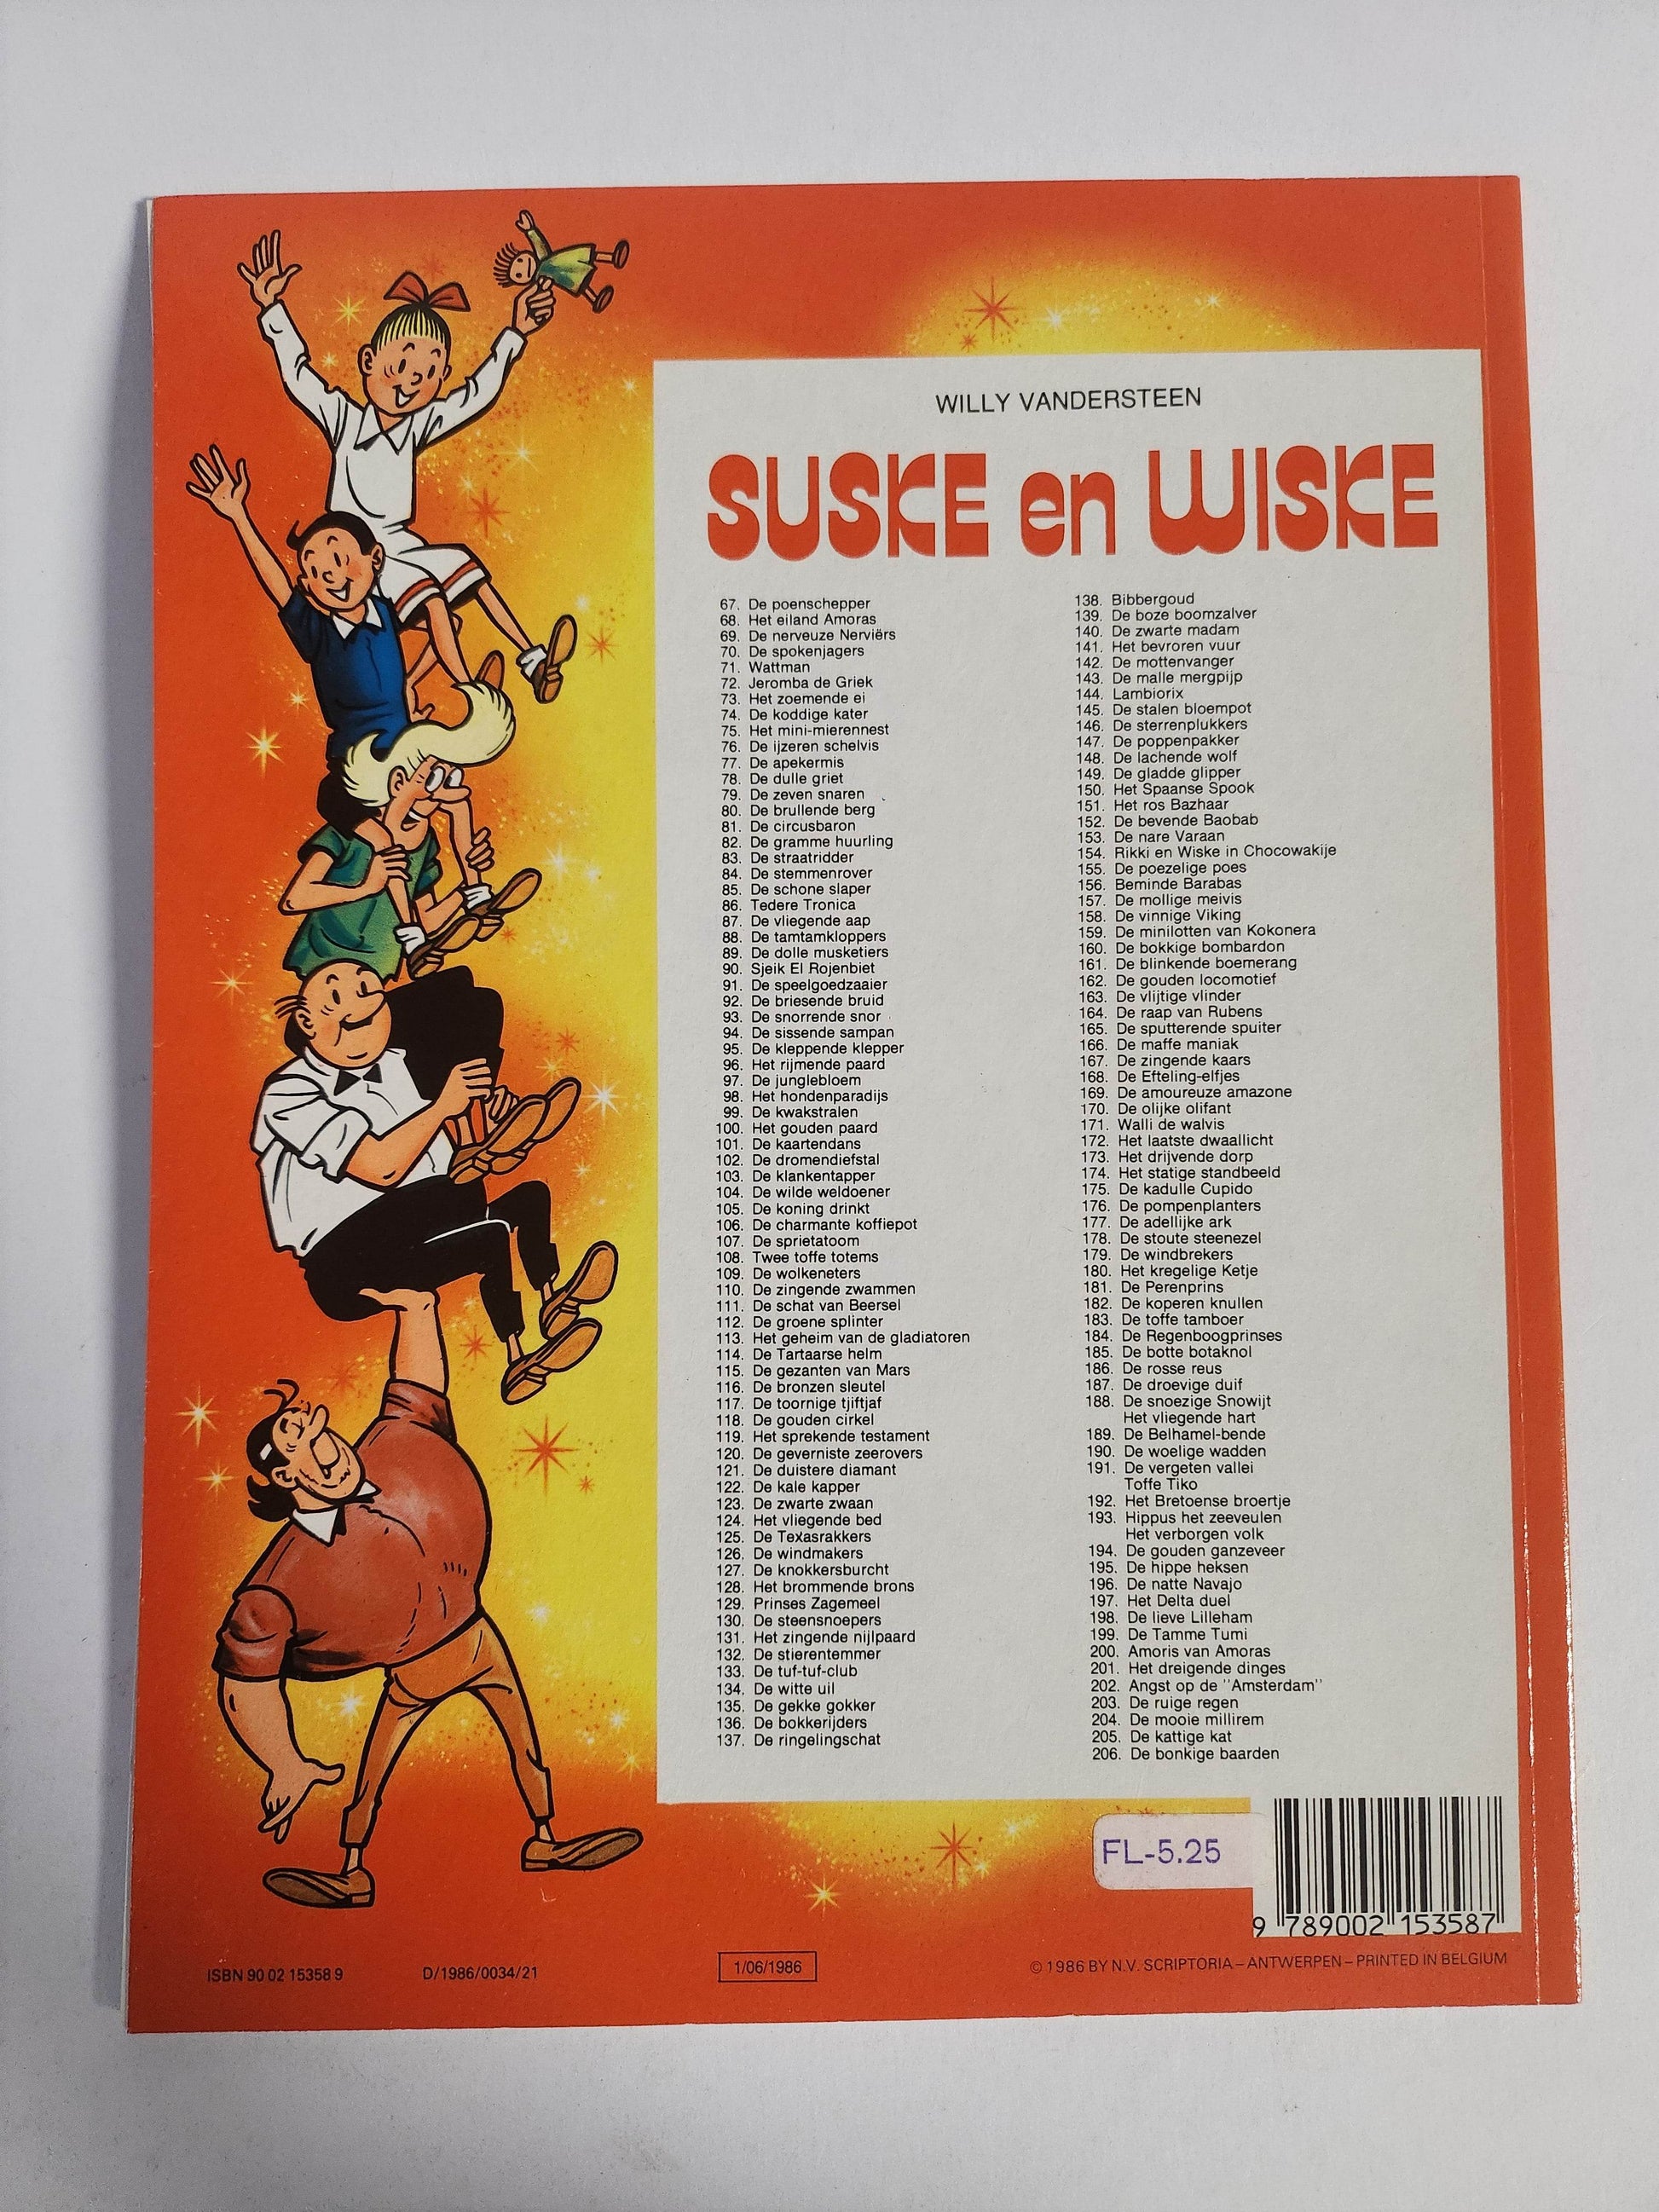 WILLY VANDERSTEEN
SUSKE en WISKE
67. De poenschepper
68. Het eiland Amoras
69. De nerveuze Nerviërs
70. De spokenjagers
71. Wattman
72. Jeromba de Griek
73. Het zoemende ei
74. De koddige kater
75. Het mini-mierennest
76. De ijzeren schelvis
77. De apekermis
78. De dulle griet
79. De zeven snaren
80. De brullende berg
81. De circusbaron
82. De gramme huurling
83. De straatridder
84. De stemmenrover
85. De schone slaper
86. Tedere Tronica
87. De vliegende aap
88. De tamtamkloppers
89. De dolle musketiers
90. Sjeik El Rojenbiet
91. De speelgoedzaaier
92. De briesende bruid
93. De snorrende snor
94. De sissende sampan
95. De kleppende klepper
96. Het rijmende paard
97. De junglebloem
98. Het hondenparadijs
99. De kwakstralen
100. Het gouden paard
101. De kaartendans
102. De dromendiefstal
103. De klankentapper
104. De wilde weldoener
105. De koning drinkt
106. De charmante koffiepot
107. De sprietatoom
108. Twee toffe totems
109. De wolkeneters
110. De zingende zwammen
111. De schat van Beersel
112. De groene splinter
113. Het geheim van de gladiatoren
114. De Tartaarse helm
115. De gezanten van Mars
116. De bronzen sleutel
117. De toornige tjiftjaf
118. De gouden cirkel
119. Het sprekende testament
120. De geverniste zeerovers
121. De duistere diamant
122. De kale kapper
123. De zwarte zwaan
124. Het vliegende bed
125. De Texasrakkers
126. De windmakers
127. De knokkersburcht
128. Het brommende brons
129. Prinses Zagemeel
130. De steensnoepers
131. Het zingende nijlpaard
132. De stierentemmer
133. De tuf-tuf-club
134. De witte uil
135. De gekke gokker
136. De bokkerijders
137. De ringelingschat
138. Bibbergoud
139. De boze boomzalver
140. De zwarte madam
141. Het bevroren vuur
142. De mottenvanger
143. De malle mergpijp
144. Lambiorix
145. De stalen bloempot
146. De sterrenplukkers
147. De poppenpakker
148. De lachende wolf
149. De gladde glipper
150. Het Spaanse Spook
151. Het ros Bazhaar
152. De bevende Baobab
153. De nare Varaan
154. Rikki en Wiske in Chocowakije
155. De poezelige poes
156. Beminde Barabas
157. De mollige meivis
158. De vinnige Viking
159. De minilotten van Kokonera
160. De bokkige bombardon
161. De blinkende boemerang
162. De gouden locomotief
163. De vlijtige vlinder
164. De raap van Rubens
165. De sputterende spuiter
166. De maffe maniak
167. De zingende kaars
168. De Efteling-elfjes
169. De amoureuze amazone
170. De olijke olifant
171. Walli de walvis
172. Het laatste dwaallicht
173. Het drijvende dorp
174. Het statige standbeeld
175. De kadulle Cupido
176. De pompenplanters
177. De adellijke ark
178. De stoute steenezel
179. De windbrekers
180. Het kregelige Ketje
181. De Perenprins
182. De koperen knullen
183. De toffe tamboer
184. De Regenboogprinses
185. De botte botaknol
186. De rosse reus
187. De droevige duif
188. De snoezige Snowijt
Het vliegende hart
189. De Belhamel-bende
190. De woelige wadden
191. De vergeten vallei
Toffe Tiko
192. Het Bretoense broertje
193. Hippus het zeeveulen
Het verborgen volk
194. De gouden ganzeveer
195. De hippe heksen
196. De natte Navajo
197. Het Delta duel
198. De lieve Lilleham
199. De Tamme Tumi
200. Amoris van Amoras
201. Het dreigende dinges
202. Angst op de "Amsterdam"
203. De ruige regen
204. De mooie millirem
205. De kattige kat
206. De bonkige baarden
FL-5.25
9 789002 153587
ISBN 90 02 15358 9
D/1986/0034/21
1/06/1986
© 1986 BY N.V. SCRIPTORIA – ANTWERPEN – PRINTED IN BELGIUM